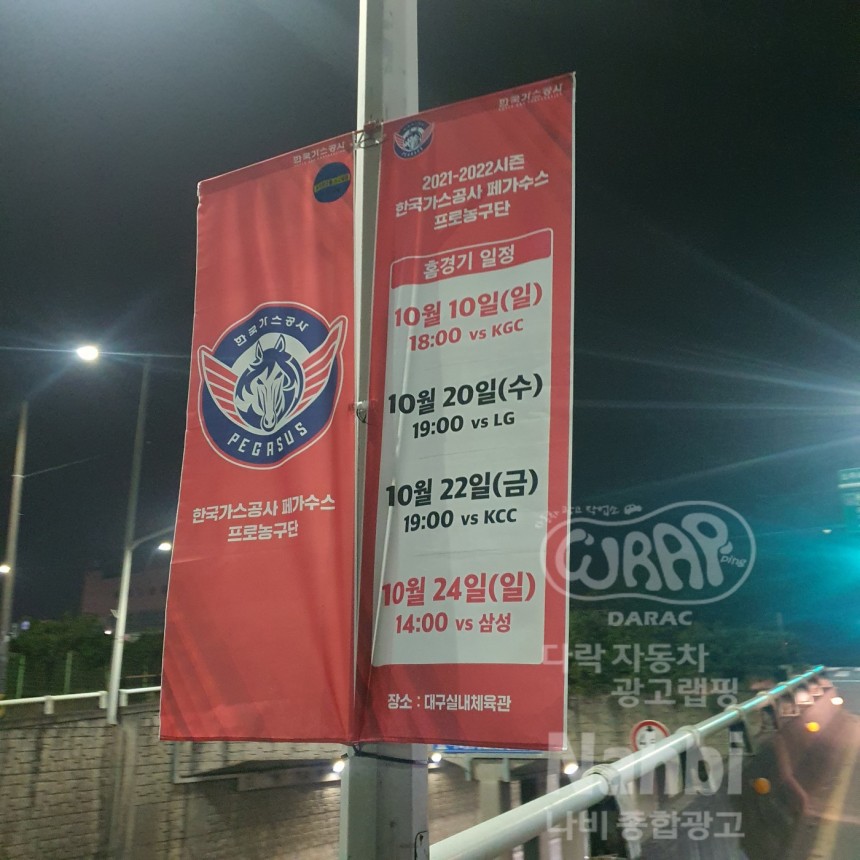 한국가스공사
한국가스공사
PEGASUS
한국가스공사 페가수스
프로농구단
한국가스공사
2021-2022시즌
한국가스공사 페가수스
프로농구단
홈경기 일정
10월 10일(일)
18:00 vs KGC
10월 20일(수)
19:00 vs LG
10월 22일(금)
19:00 vs KCC
10월 24일(일)
14:00 vs 삼성
장소 : 대구실내체육관
WRAP
ping
DARAC
다락 자동차
광고랩핑
Nanbi
나비 종합광고